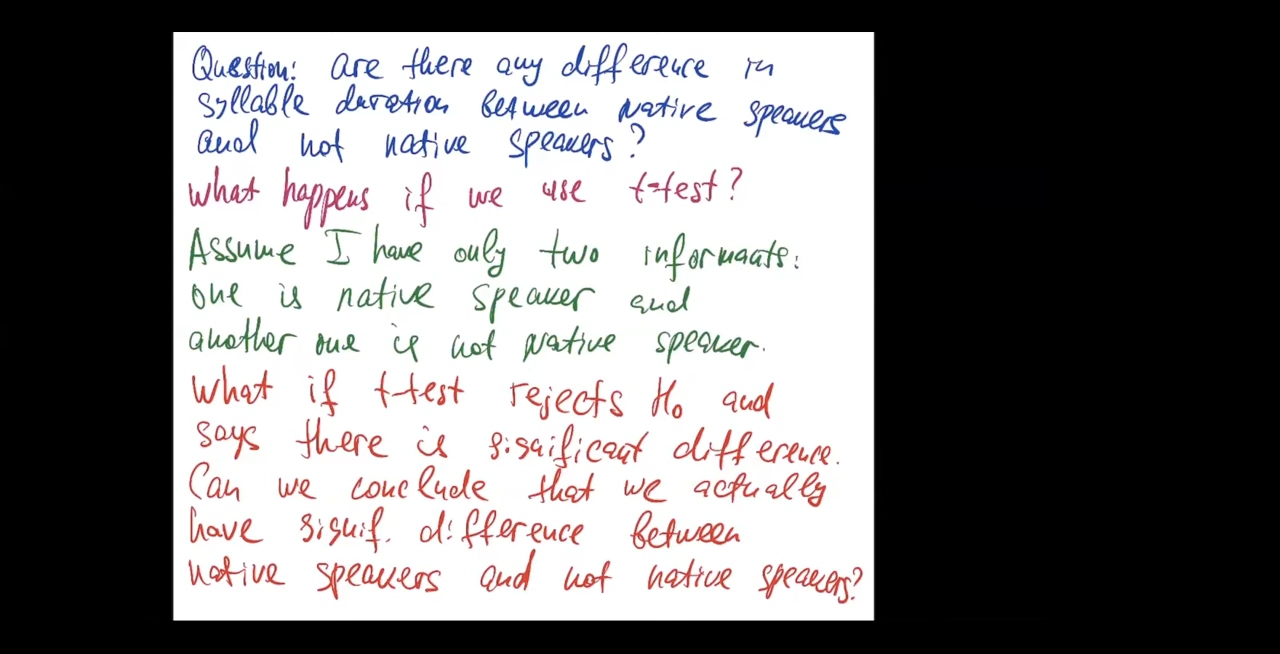 Question: are there any difference in
syllable duration between native speakers
and not native speakers?
What happens if we use t-test?
Assume I have only two informants:
one is native speaker and
another one is not native speaker.
What if t-test rejects H₀ and
says there is significant difference.
Can we conclude that we actually
have signif. difference between
native speakers and not native speakers?